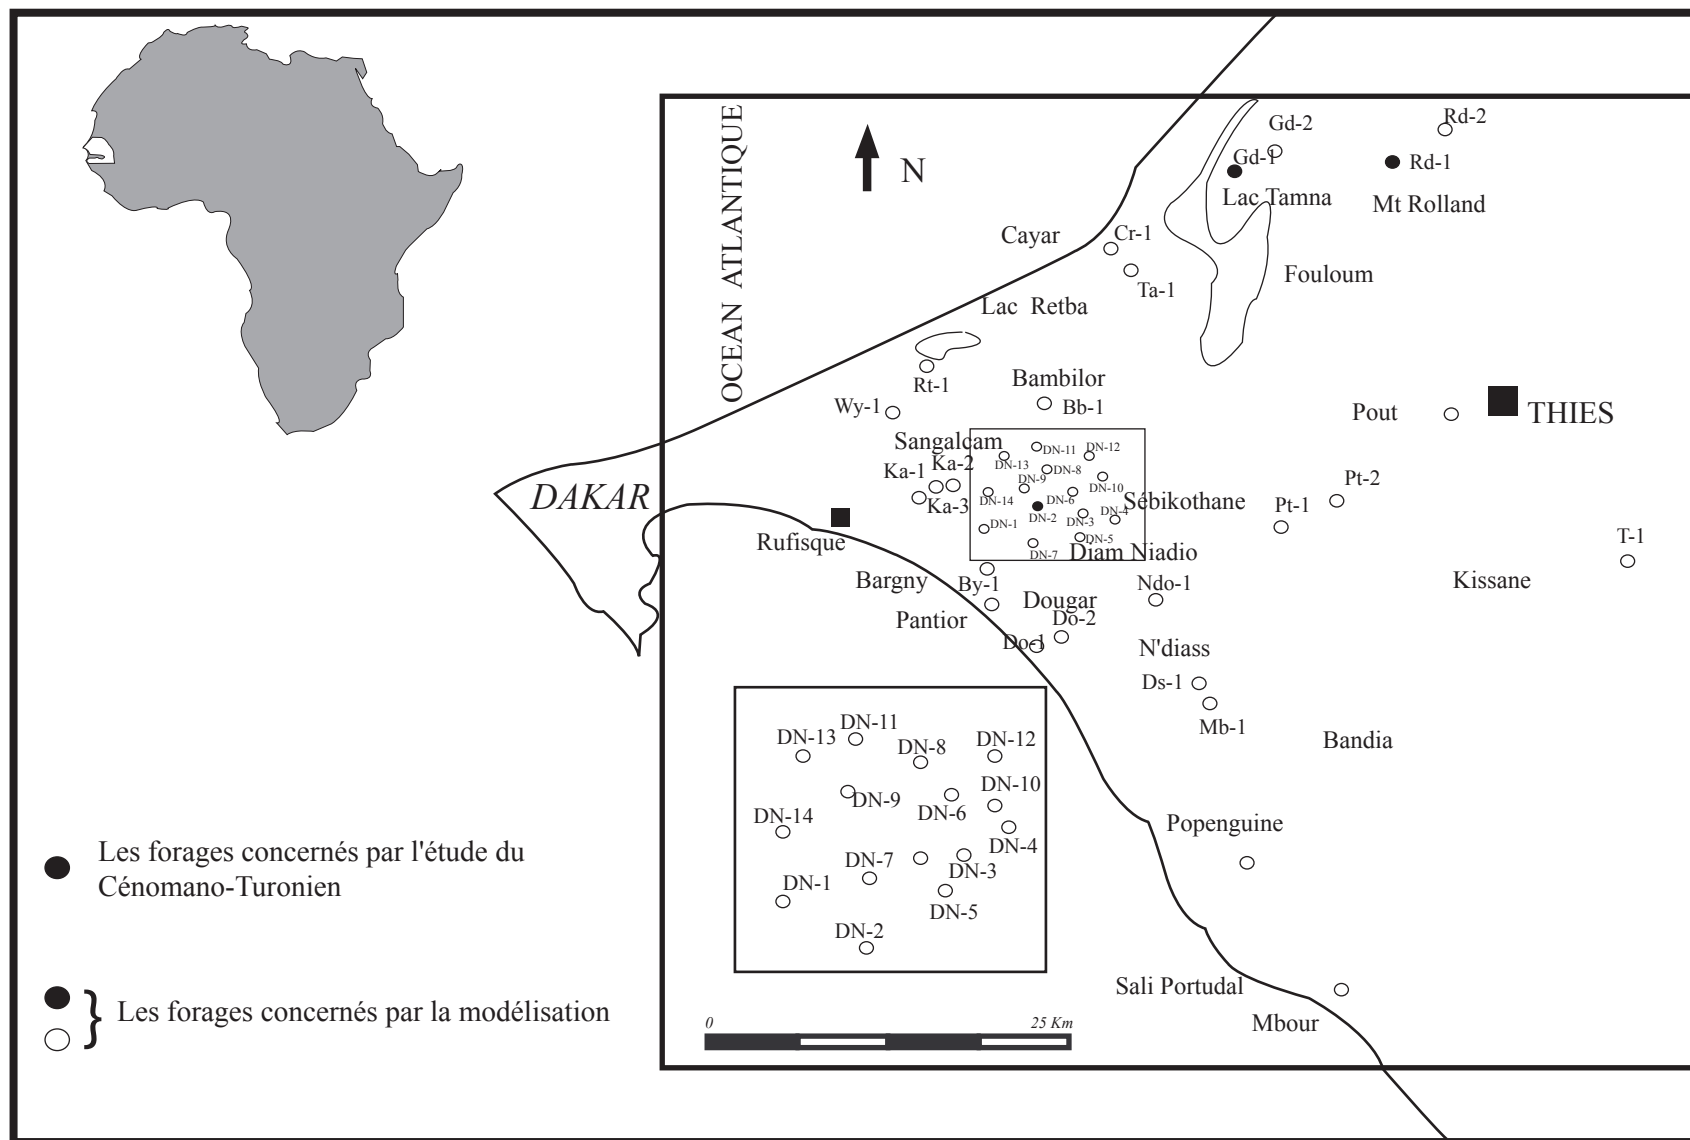 OCEAN ATLANTIQUE
N
Gd-2
Rd-2
Gd-1
Rd-1
Lac Tamna
Mt Rolland
Cayar
Cr-1
Ta-1
Fouloum
Lac Retba
Rt-1
Bambilor
Wy-1
Bb-1
Pout
THIES
Sangalcam
Ka-1
Ka-2
Ka-3
DN-11
DN-12
DN-13
DN-8
DN-9
DN-10
DN-14
DN-6
DN-2
DN-3
DN-4
DN-1
DN-5
DN-7
Sébikothane
Diam Niadio
Pt-2
Pt-1
T-1
DAKAR
Rufisque
Bargny
By-1
Ndo-1
Kissane
Pantior
Dougar
Do-2
Do-1
N'diass
Ds-1
Mb-1
Bandia
DN-11
DN-13
DN-8
DN-12
DN-10
DN-9
DN-6
DN-14
DN-4
DN-7
DN-3
DN-1
DN-5
DN-2
Popenguine
Sali Portudal
Mbour
0
25 Km
Les forages concernés par l'étude du
Cénomano-Turonien
} Les forages concernés par la modélisation